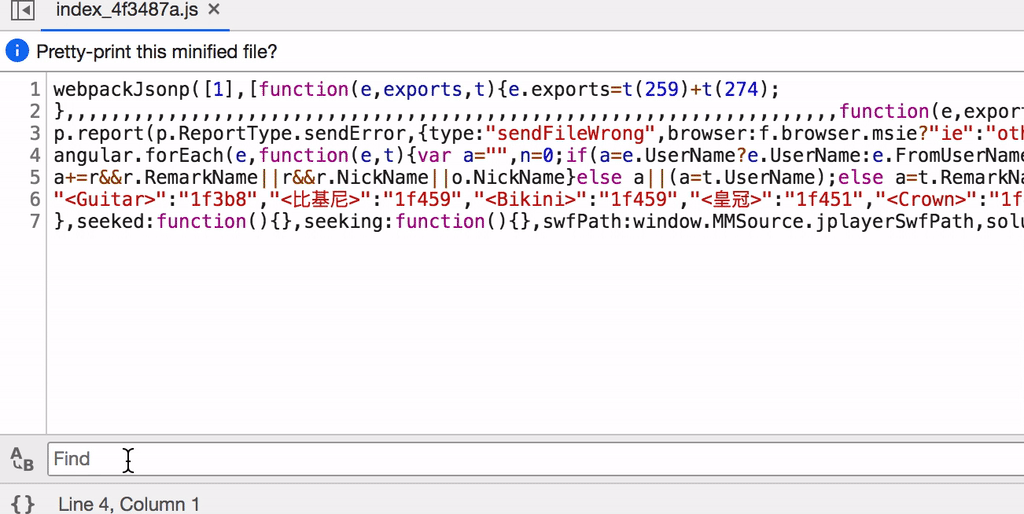 index_4f3487a.js ×
i Pretty-print this minified file?
1 webpackJsonp([1],[function(e,exports,t){e.exports=t(259)+t(274);
2 },,,,,,,,,,,,,,,,,,,,,,,,,,,,,,,,,,,,,,,,,,,,,,,,,,,,,,,,,,,,,,,,,,,function(e,expor
3 p.report(p.ReportType.sendError,{type:"sendFileWrong",browser:f.browser.msie?"ie":"oth
4 angular.forEach(e,function(e,t){var a="",n=0;if(a=e.UserName?e.UserName:e.FromUserName
5 a+=r&&r.RemarkName||r&&r.NickName||o.NickName}else a||(a=t.UserName);else a=t.RemarkNa
6 "<Guitar>":"1f3b8","<比基尼>":"1f459","<Bikini>":"1f459","<皇冠>":"1f451","<Crown>":"1f
7 },seeked:function(){},seeking:function(){},swfPath:window.MMSource.jplayerSwfPath,solu
A B Find
{} Line 4, Column 1